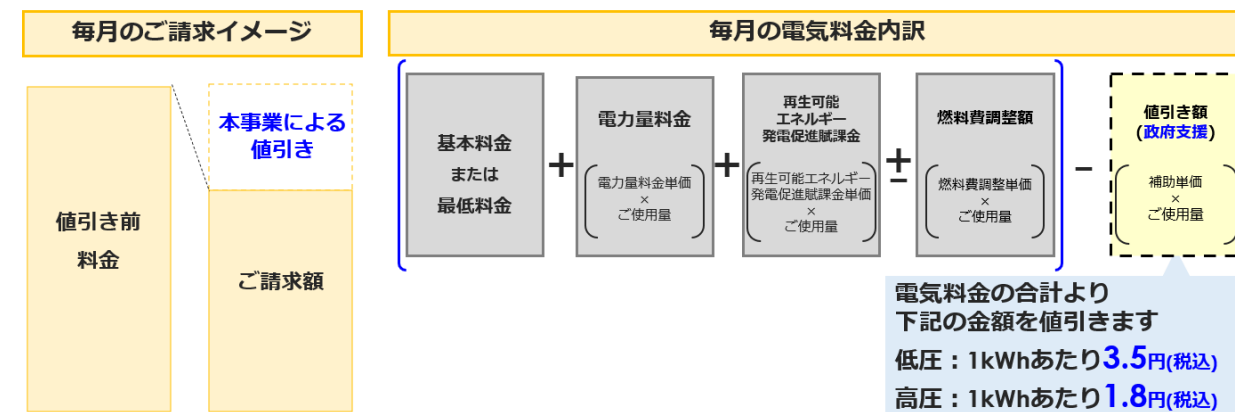 毎月のご請求イメージ
値引き前
料金
本事業による
値引き
ご請求額
毎月の電気料金内訳
基本料金
または
最低料金
+
電力量料金
電力量料金単価
×
ご使用量
+
再生可能
エネルギー
発電促進賦課金
再生可能エネルギー
発電促進賦課金単価
×
ご使用量
±
燃料費調整額
燃料費調整単価
×
ご使用量
−
値引き額
(政府支援)
補助単価
×
ご使用量
電気料金の合計より
下記の金額を値引きます
低圧：1kWhあたり3.5円(税込)
高圧：1kWhあたり1.8円(税込)